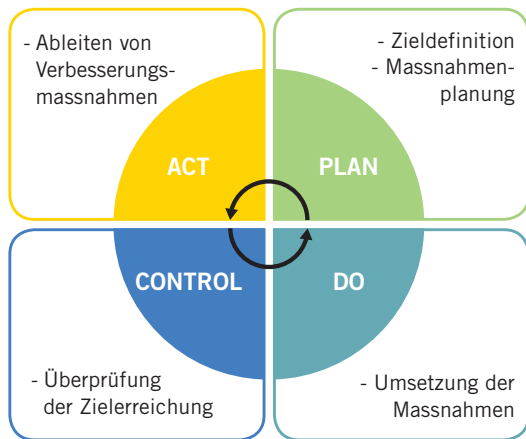 - Ableiten von
Verbesserungs-
massnahmen
- Zieldefinition
- Massnahmen-
planung
ACT
PLAN
CONTROL
DO
- Überprüfung
der Zielerreichung
- Umsetzung der
Massnahmen